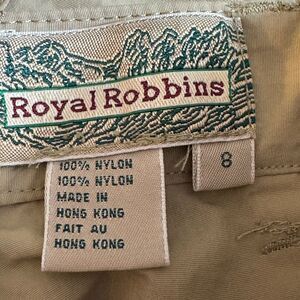 Royal Robbins
8
100% NYLON
100% NYLON
MADE IN
HONG KONG
FAIT AU
HONG KONG